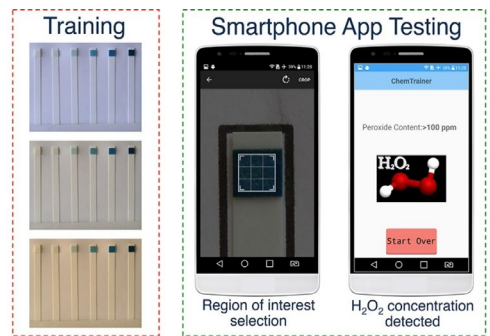 Training
Smartphone App Testing
CROP
ChemTrainer
Peroxide Content:>100 ppm
H₂O₂
Start Over
Region of interest
selection
H₂O₂ concentration
detected